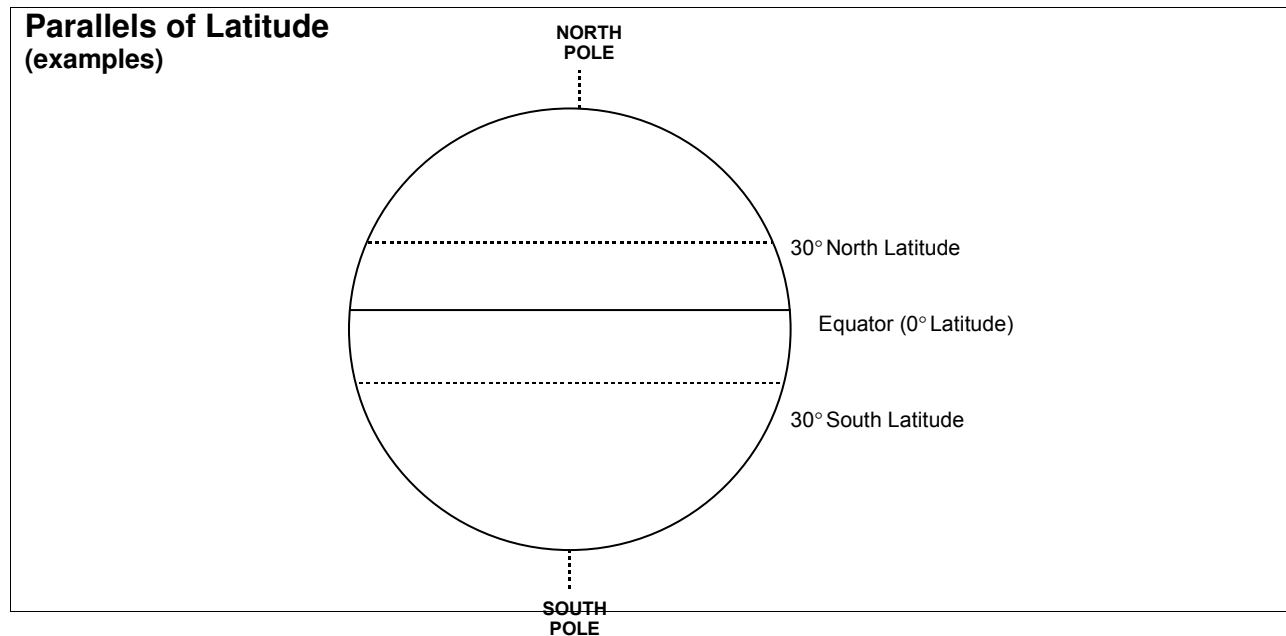 Parallels of Latitude
(examples)
NORTH
POLE
30° North Latitude
Equator (0° Latitude)
30° South Latitude
SOUTH
POLE